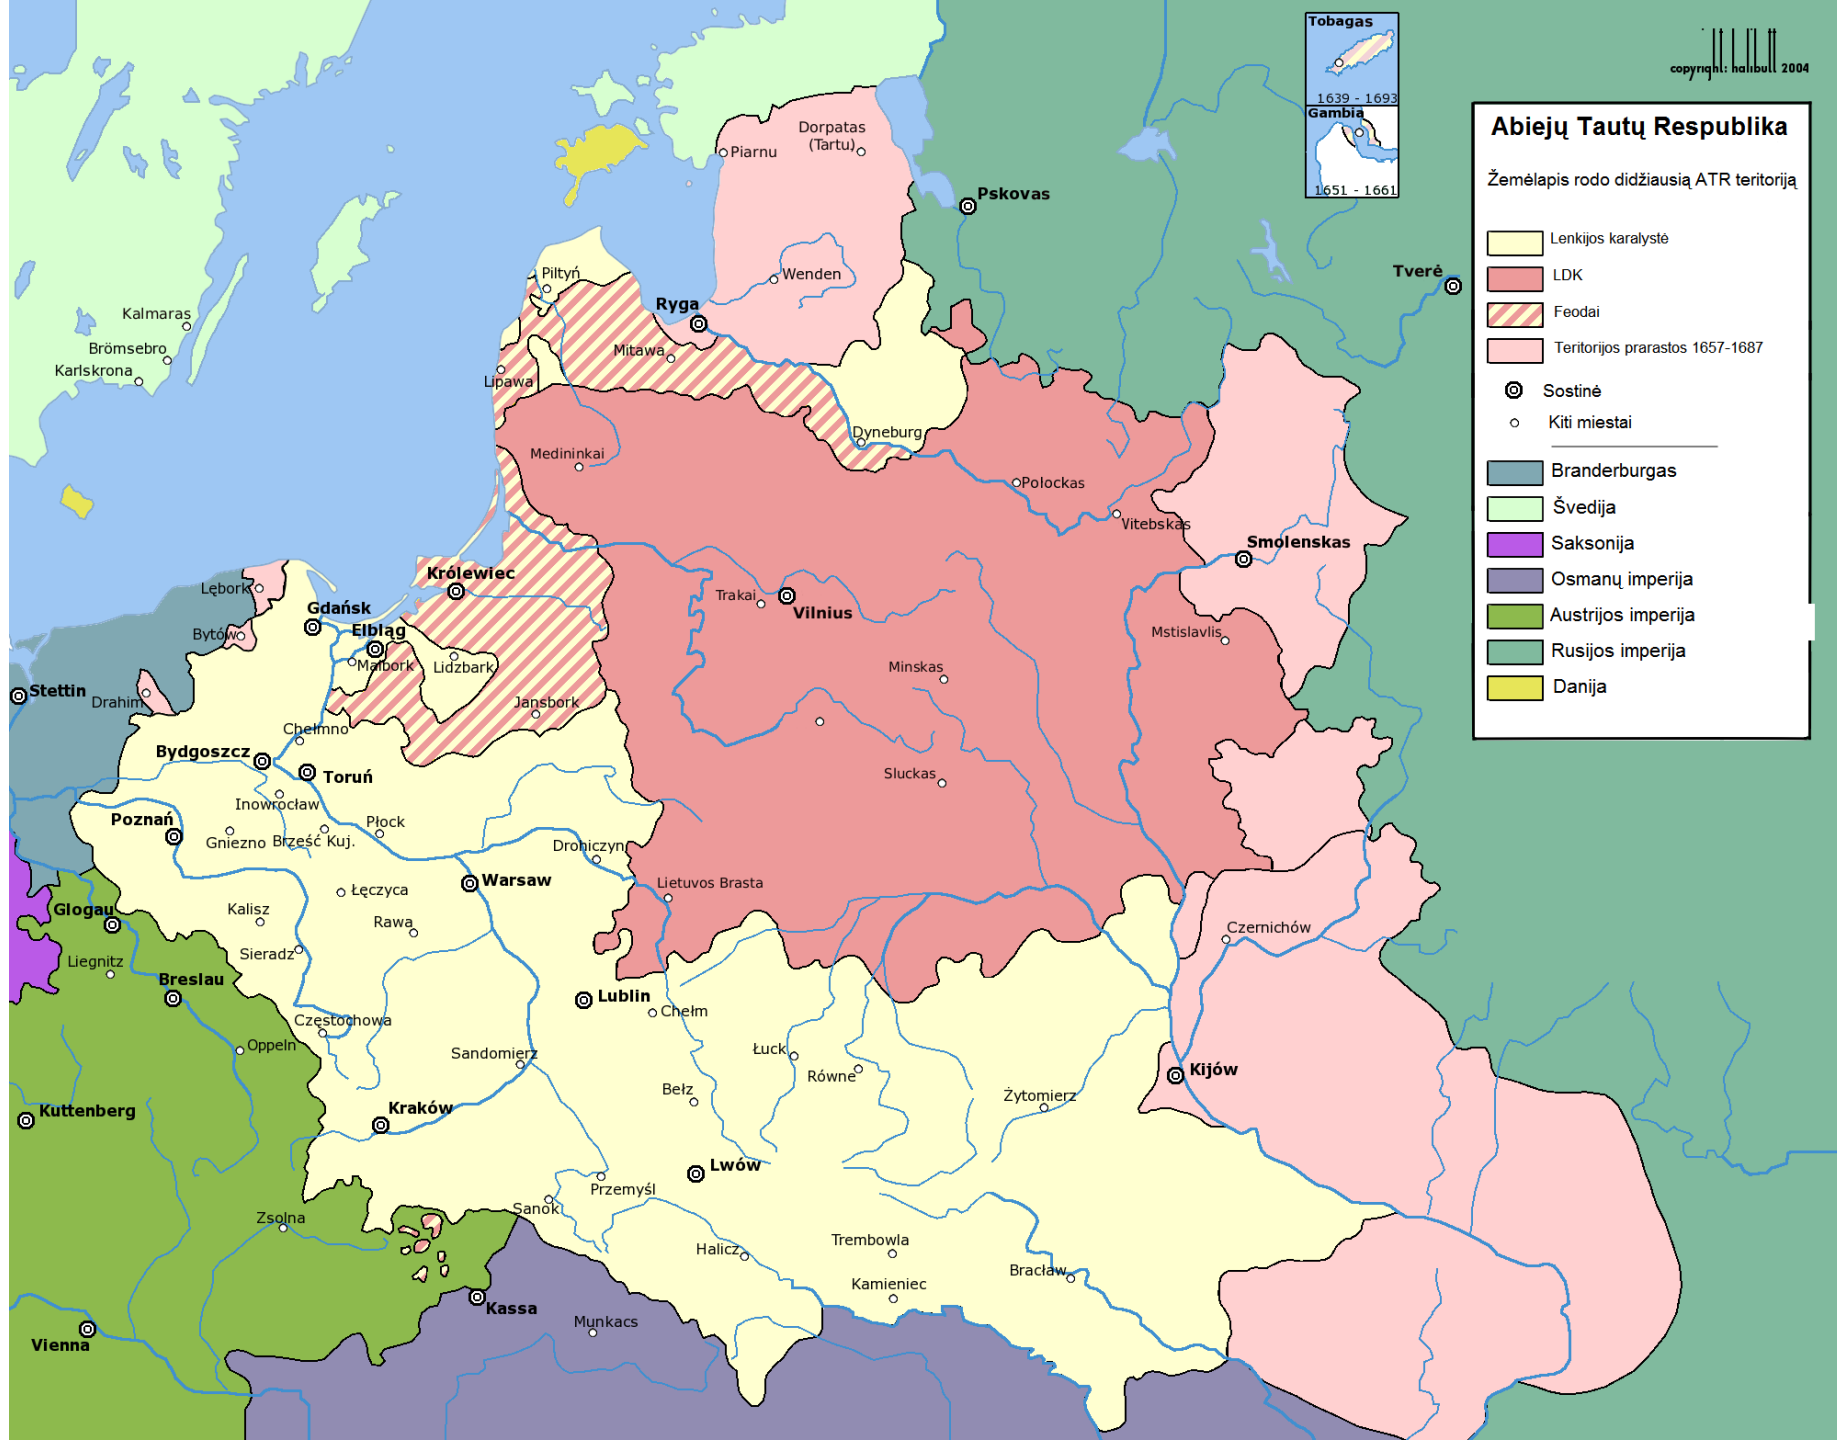 Tobagas
1639 - 1693
Gambia
1651 - 1661
copyright: halibutt 2004
Abiejų Tautų Respublika
Žemėlapis rodo didžiausią ATR teritoriją
Lenkijos karalystė
LDK
Feodai
Teritorijos prarastos 1657-1687
Sostinė
Kiti miestai
Branderburgas
Švedija
Saksonija
Osmanų imperija
Austrijos imperija
Rusijos imperija
Danija
Dorpatas
(Tartu)
Piarnu
Pskovas
Tverė
Piltyń
Wenden
Ryga
Kalmaras
Brömsebro
Karlskrona
Mitawa
Lipawa
Dyneburg
Medininkai
Polockas
Vitebskas
Smolenskas
Królewiec
Lębork
Gdańsk
Trakai
Vilnius
Bytów
Elbląg
Mstislavlis
Malbork
Lidzbark
Minskas
Stettin
Drahim
Jansbork
Chełmno
Bydgoszcz
Toruń
Sluckas
Inowrocław
Poznań
Płock
Gniezno
Brześć Kuj.
Drohiczyn
Warsaw
Lietuvos Brasta
Łęczyca
Glogau
Kalisz
Rawa
Czernichów
Sieradz
Liegnitz
Breslau
Lublin
Chełm
Częstochowa
Oppeln
Sandomierz
Łuck
Równe
Kijów
Bełz
Żytomierz
Kuttenberg
Kraków
Lwów
Przemyśl
Sanok
Zsolna
Halicz
Trembowla
Bracław
Kamieniec
Kassa
Munkacs
Vienna